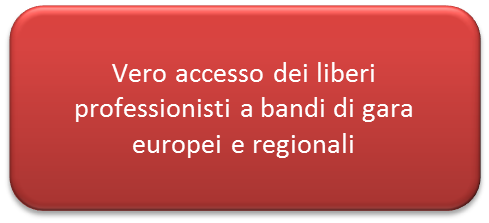 Vero accesso dei liberi
professionisti a bandi di gara
europei e regionali